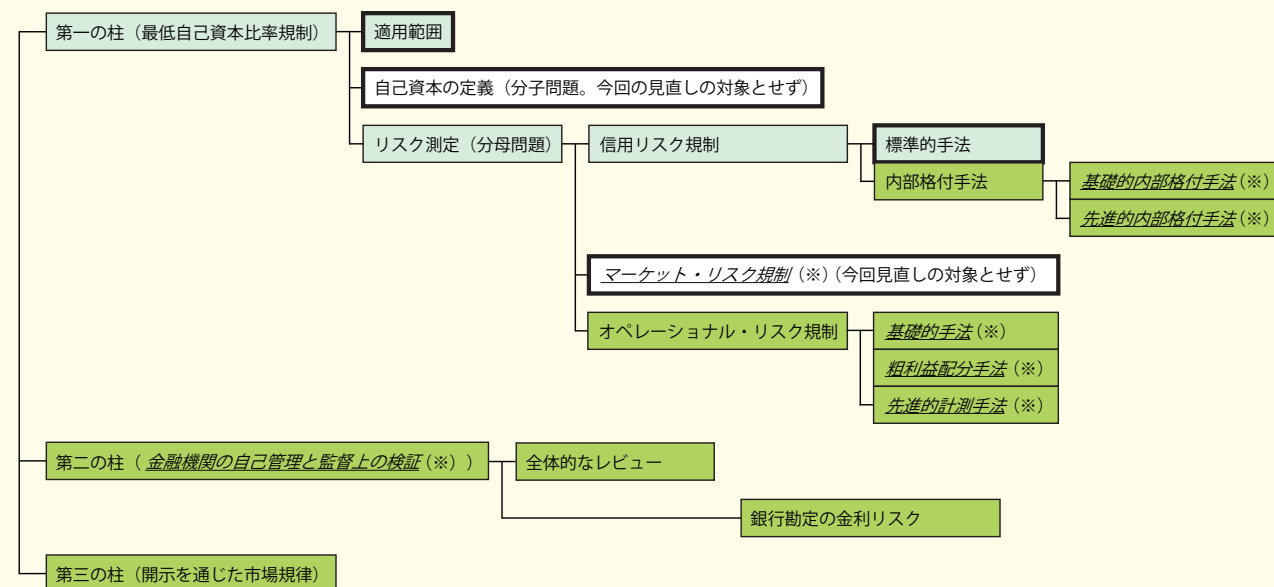 第一の柱（最低自己資本比率規制）
適用範囲
自己資本の定義（分子問題。今回の見直しの対象とせず）
リスク測定（分母問題）
信用リスク規制
標準的手法
内部格付手法
基礎的内部格付手法（※）
先進的内部格付手法（※）
マーケット・リスク規制（※）（今回見直しの対象とせず）
オペレーショナル・リスク規制
基礎的手法（※）
粗利益配分手法（※）
先進的計測手法（※）
第二の柱（金融機関の自己管理と監督上の検証（※））
全体的なレビュー
銀行勘定の金利リスク
第三の柱（開示を通じた市場規律）